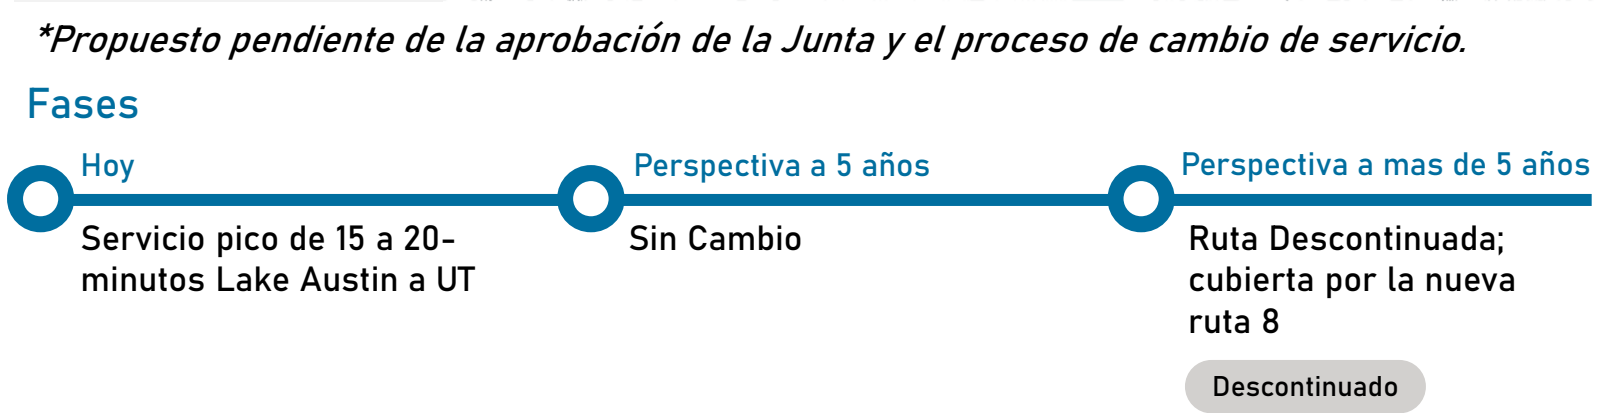 *Propuesto pendiente de la aprobación de la Junta y el proceso de cambio de servicio.
Fases
Hoy
Servicio pico de 15 a 20-
minutos Lake Austin a UT
Perspectiva a 5 años
Sin Cambio
Perspectiva a mas de 5 años
Ruta Descontinuada;
cubierta por la nueva
ruta 8
Descontinuado